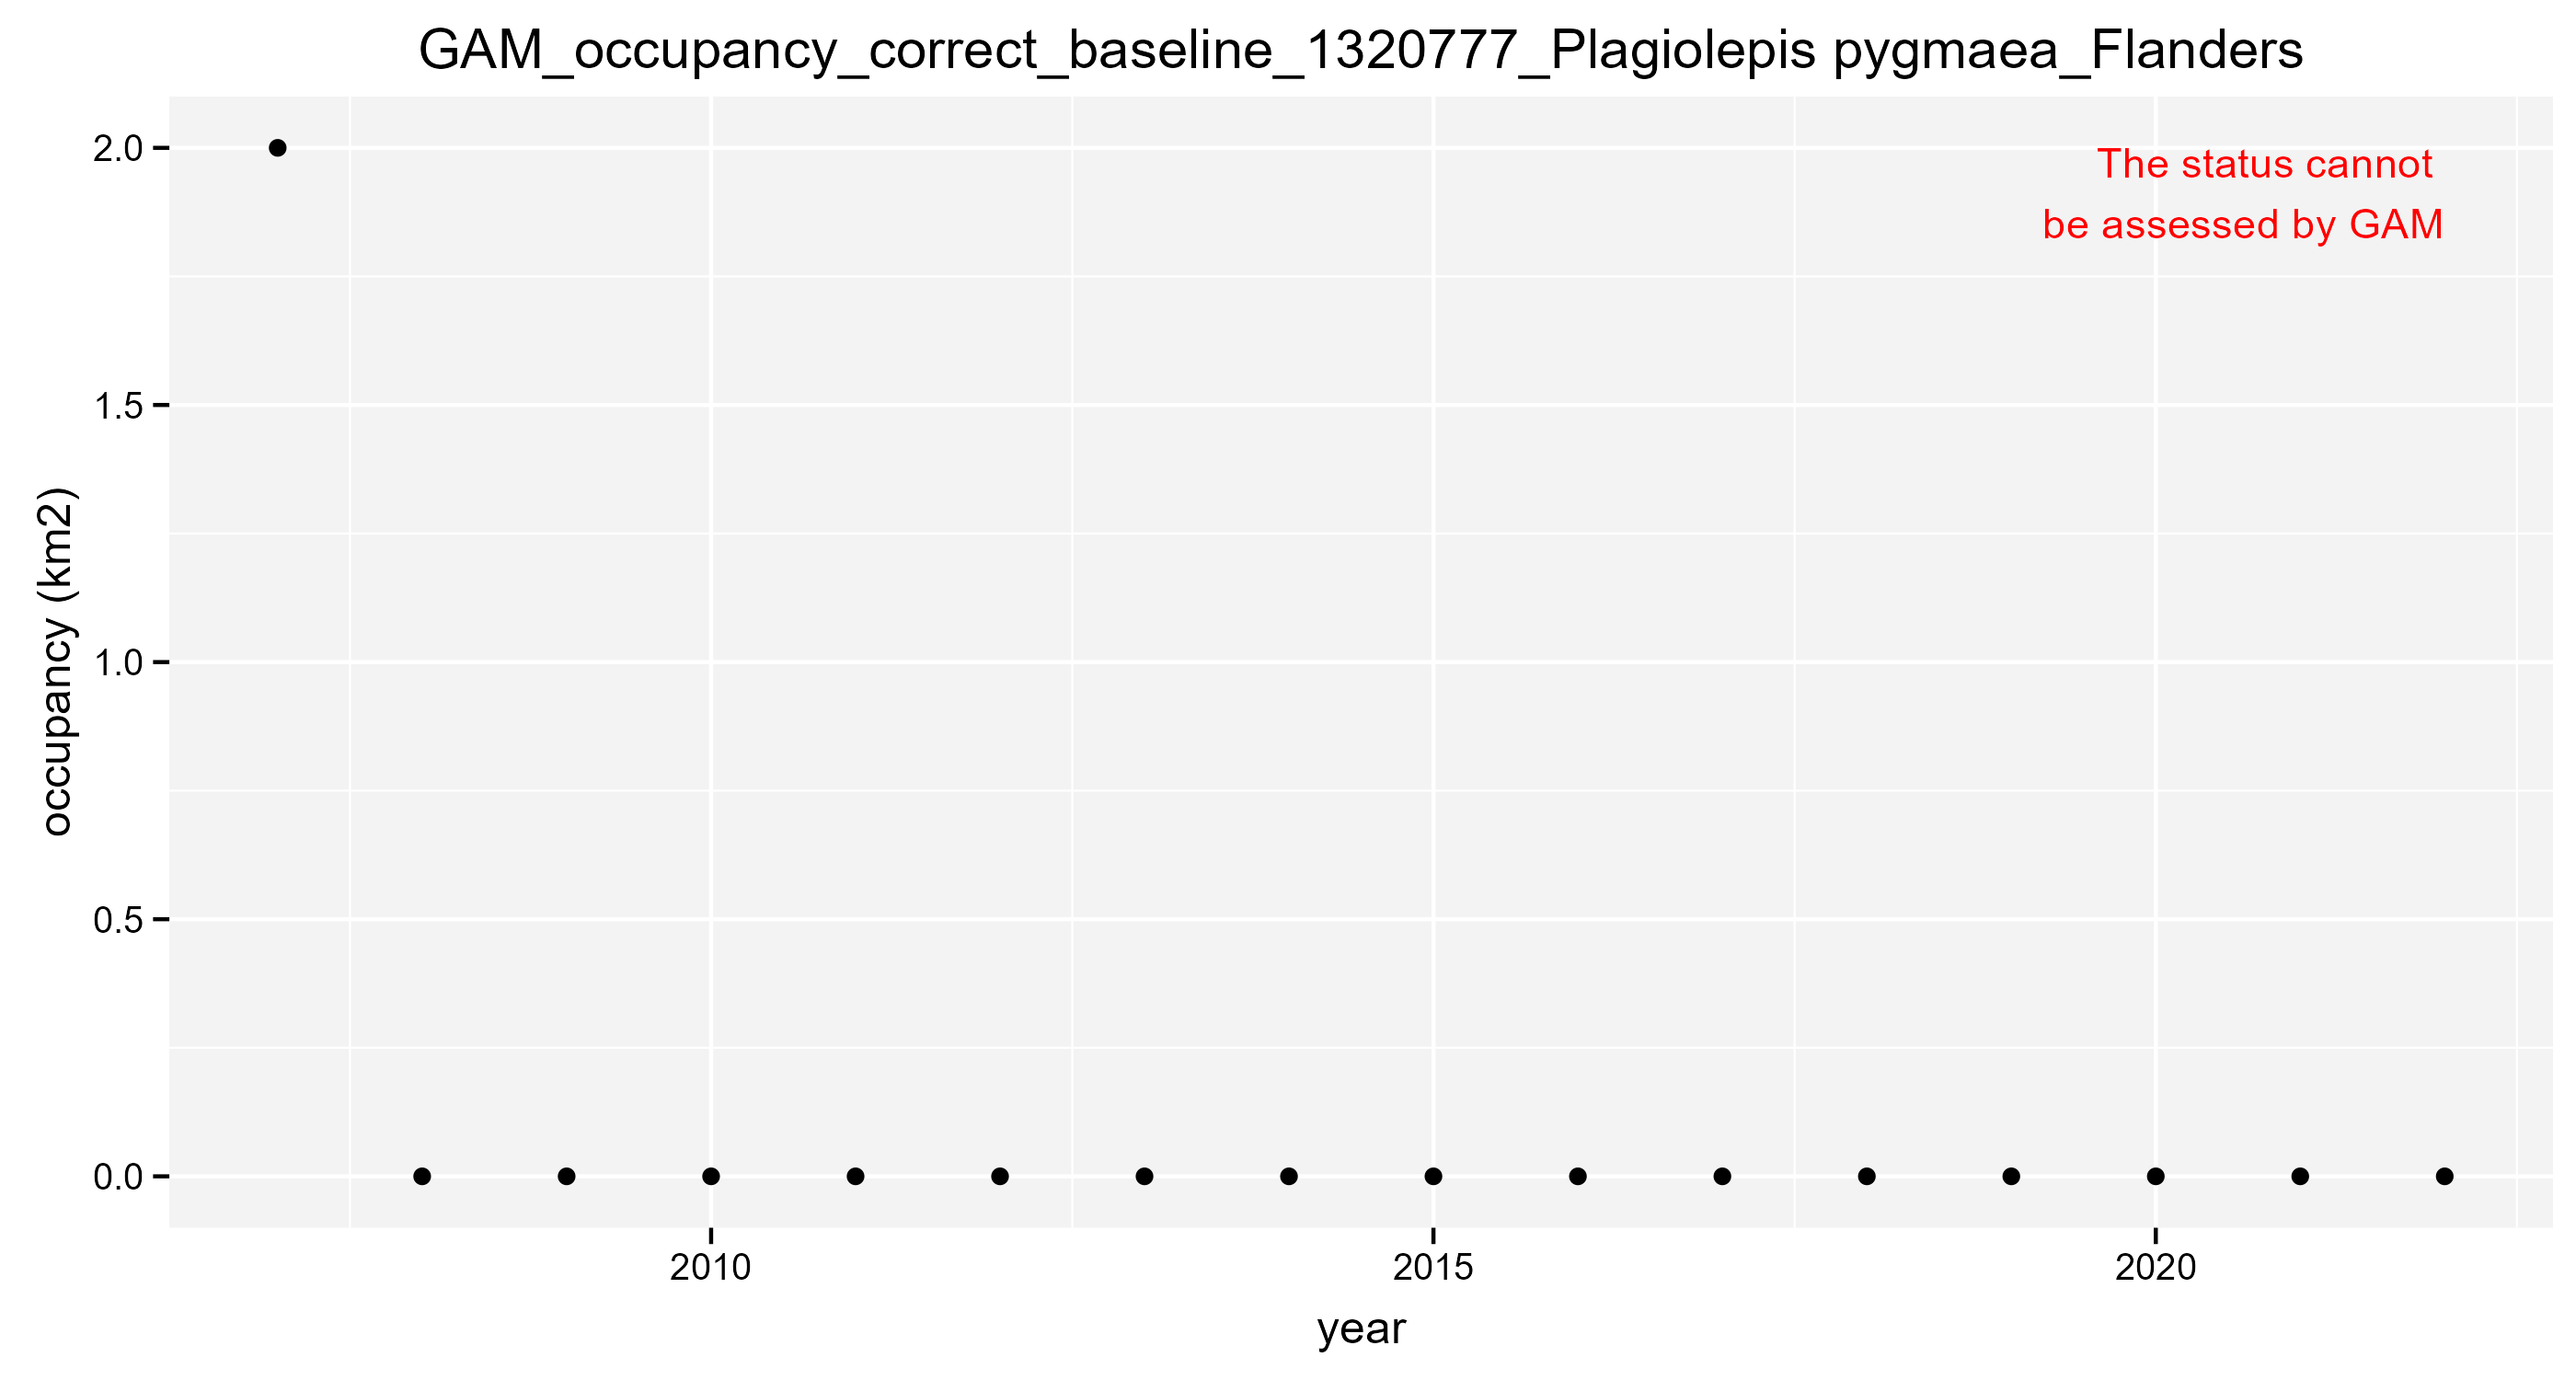 GAM_occupancy_correct_baseline_1320777_Plagiolepis pygmaea_Flanders
The status cannot
be assessed by GAM
occupancy (km2)
2.0
1.5
1.0
0.5
0.0
2010
2015
2020
year